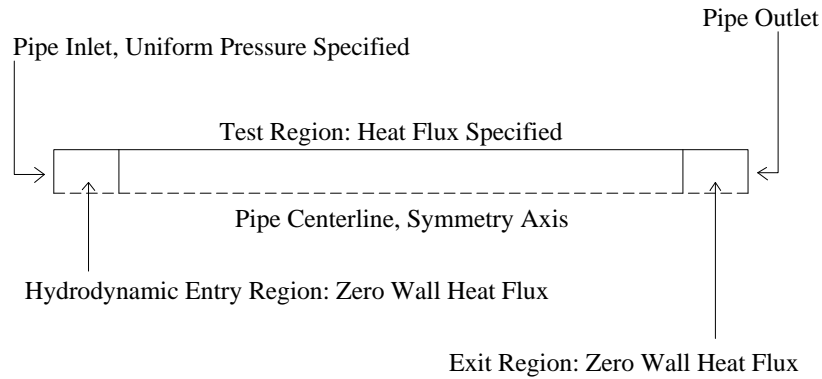 Pipe Outlet
Pipe Inlet, Uniform Pressure Specified
Test Region: Heat Flux Specified
Pipe Centerline, Symmetry Axis
Hydrodynamic Entry Region: Zero Wall Heat Flux
Exit Region: Zero Wall Heat Flux